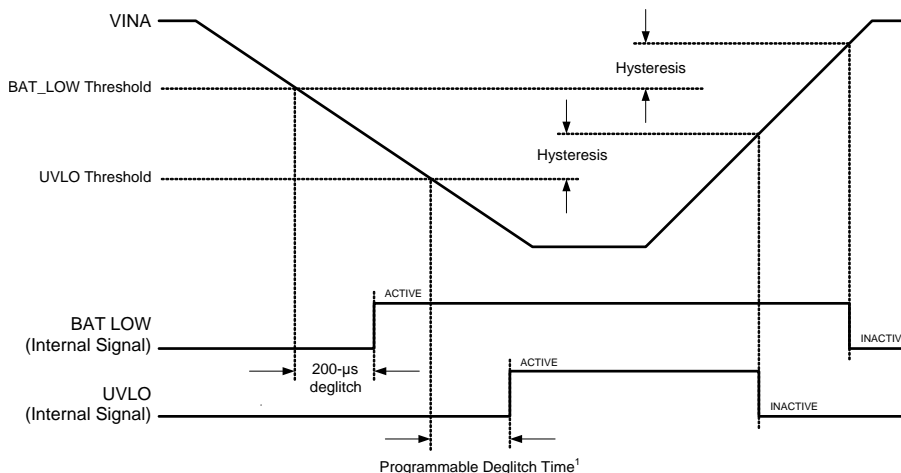 VINA
Hysteresis
BAT_LOW Threshold
Hysteresis
UVLO Threshold
ACTIVE
BAT LOW
(Internal Signal)
INACTIV
200-µs
deglitch
ACTIVE
UVLO
(Internal Signal)
INACTIVE
Programmable Deglitch Time¹